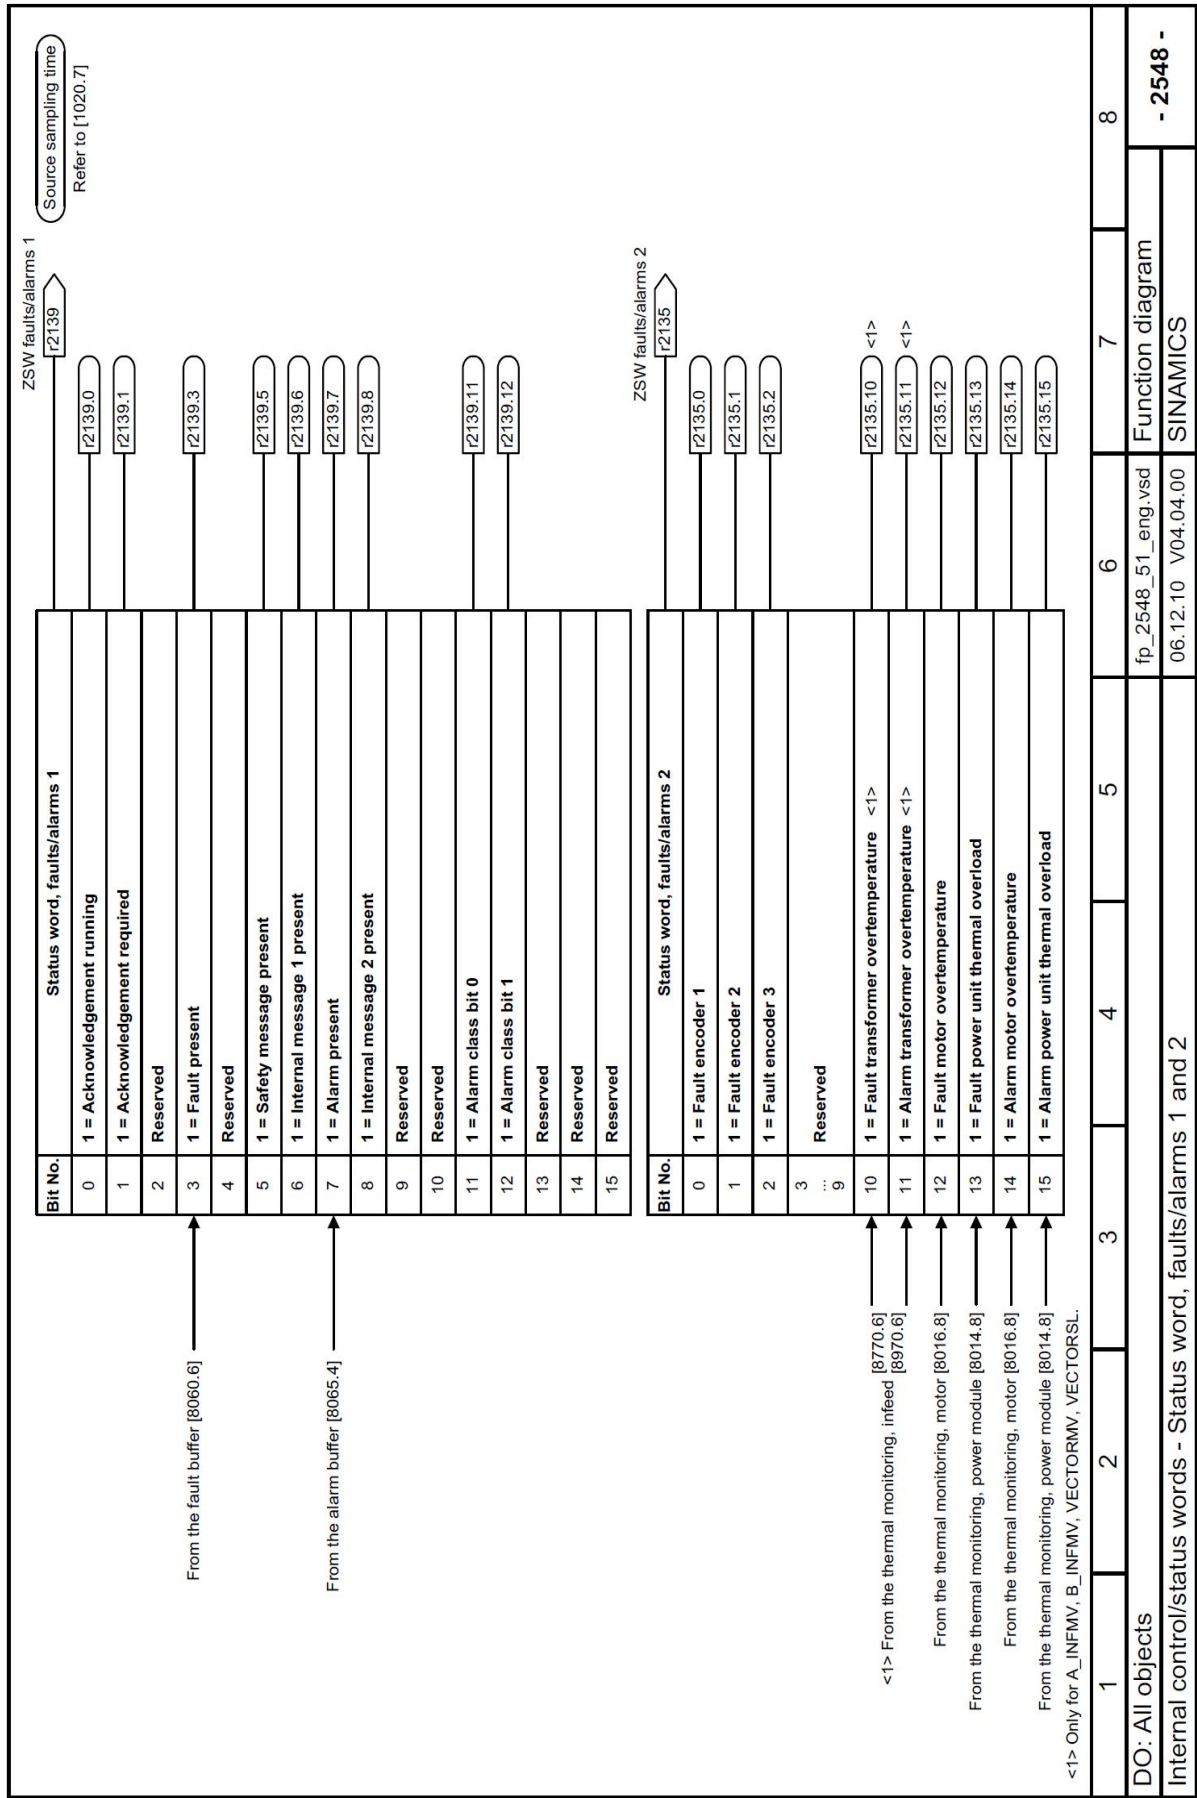 ZSW faults/alarms 1
Source sampling time
Refer to [1020.7]
Bit No. Status word, faults/alarms 1 r2139
0 1 = Acknowledgement running r2139.0
1 1 = Acknowledgement required r2139.1
2 Reserved
From the fault buffer [8060.6] 3 1 = Fault present r2139.3
4 Reserved
5 1 = Safety message present r2139.5
6 1 = Internal message 1 present r2139.6
From the alarm buffer [8065.4] 7 1 = Alarm present r2139.7
8 1 = Internal message 2 present r2139.8
9 Reserved
10 Reserved
11 1 = Alarm class bit 0 r2139.11
12 1 = Alarm class bit 1 r2139.12
13 Reserved
14 Reserved
15 Reserved
ZSW faults/alarms 2
Bit No. Status word, faults/alarms 2 r2135
0 1 = Fault encoder 1 r2135.0
1 1 = Fault encoder 2 r2135.1
2 1 = Fault encoder 3 r2135.2
3
... Reserved
9
<1> From the thermal monitoring, infeed [8770.6] 10 1 = Fault transformer overtemperature <1> r2135.10 <1>
[8970.6] 11 1 = Alarm transformer overtemperature <1> r2135.11 <1>
From the thermal monitoring, motor [8016.8] 12 1 = Fault motor overtemperature r2135.12
From the thermal monitoring, power module [8014.8] 13 1 = Fault power unit thermal overload r2135.13
From the thermal monitoring, motor [8016.8] 14 1 = Alarm motor overtemperature r2135.14
From the thermal monitoring, power module [8014.8] 15 1 = Alarm power unit thermal overload r2135.15
<1> Only for A_INFMV, B_INFMV, VECTORMV, VECTORSL.
1 2 3 4 5 6 7 8
DO: All objects fp_2548_51_eng.vsd Function diagram - 2548 -
Internal control/status words - Status word, faults/alarms 1 and 2 06.12.10 V04.04.00 SINAMICS